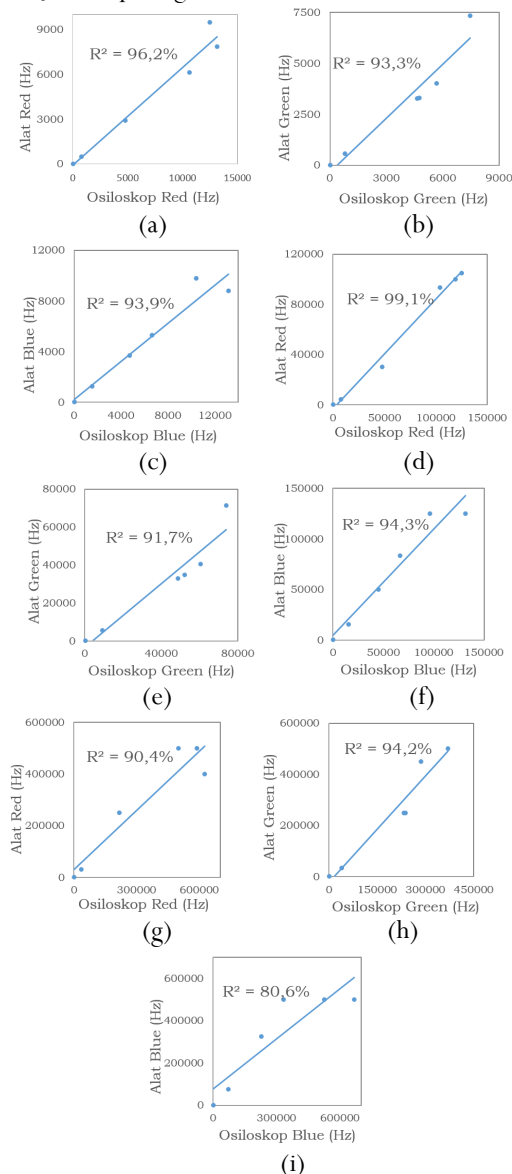 9000
6000
3000
0
R² = 96,2%
Alat Red (Hz)
0 5000 10000 15000
Osiloskop Red (Hz)
(a)
7500
5000
2500
0
R² = 93,3%
Alat Green (Hz)
0 3000 6000 9000
Osiloskop Green (Hz)
(b)
12000
8000
4000
0
R² = 93,9%
Alat Blue (Hz)
0 4000 8000 12000
Osiloskop Blue (Hz)
(c)
120000
80000
40000
0
R² = 99,1%
Alat Red (Hz)
0 50000 100000 150000
Osiloskop Red (Hz)
(d)
80000
60000
40000
20000
0
R² = 91,7%
Alat Green (Hz)
0 40000 80000
Osiloskop Green (Hz)
(e)
150000
100000
50000
0
R² = 94,3%
Alat Blue (Hz)
0 50000 100000 150000
Osiloskop Blue (Hz)
(f)
600000
400000
200000
0
R² = 90,4%
Alat Red (Hz)
0 300000 600000
Osiloskop Red (Hz)
(g)
600000
400000
200000
0
R² = 94,2%
Alat Green (Hz)
0 150000 300000 450000
Osiloskop Green (Hz)
(h)
600000
400000
200000
0
R² = 80,6%
Alat Blue (Hz)
0 300000 600000
Osiloskop Blue (Hz)
(i)